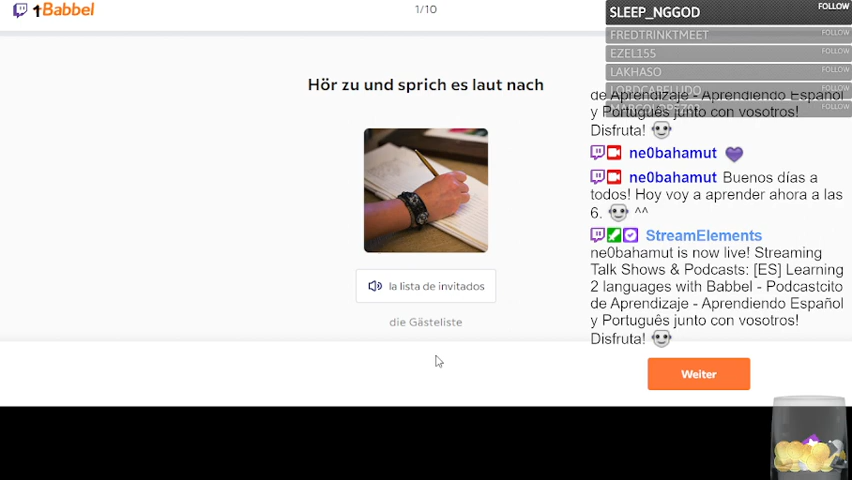 Babbel
1/10
Hör zu und sprich es laut nach
la lista de invitados
die Gästeliste
Weiter
SLEEP_NGGOD
FOLLOW
FREDTRINKTMEET
FOLLOW
EZEL155
FOLLOW
LAKHASO
FOLLOW
LORDCABELUDO
FOLLOW
FOLLOW
de Aprendizaje - Aprendiendo Español
y Português junto con vosotros!
Disfruta!
ne0bahamut
ne0bahamut Buenos días a
todos! Hoy voy a aprender ahora a las
6. ^^
StreamElements
ne0bahamut is now live! Streaming
Talk Shows & Podcasts: [ES] Learning
2 languages with Babbel - Podcastcito
de Aprendizaje - Aprendiendo Español
y Português junto con vosotros!
Disfruta!